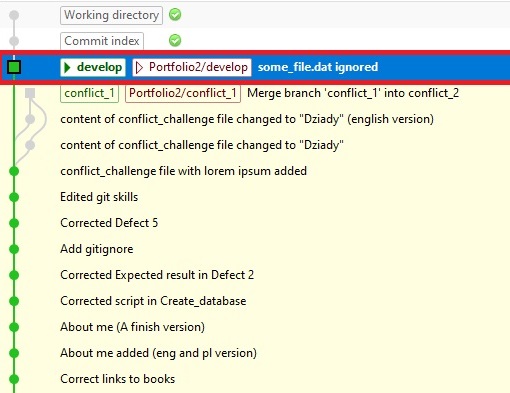 Working directory
Commit index
develop Portfolio2/develop some_file.dat ignored
conflict_1 Portfolio2/conflict_1 Merge branch 'conflict_1' into conflict_2
content of conflict_challenge file changed to "Dziady" (english version)
content of conflict_challenge file changed to "Dziady"
conflict_challenge file with lorem ipsum added
Edited git skills
Corrected Defect 5
Add gitignore
Corrected Expected result in Defect 2
Corrected script in Create_database
About me (A finish version)
About me added (eng and pl version)
Correct links to books